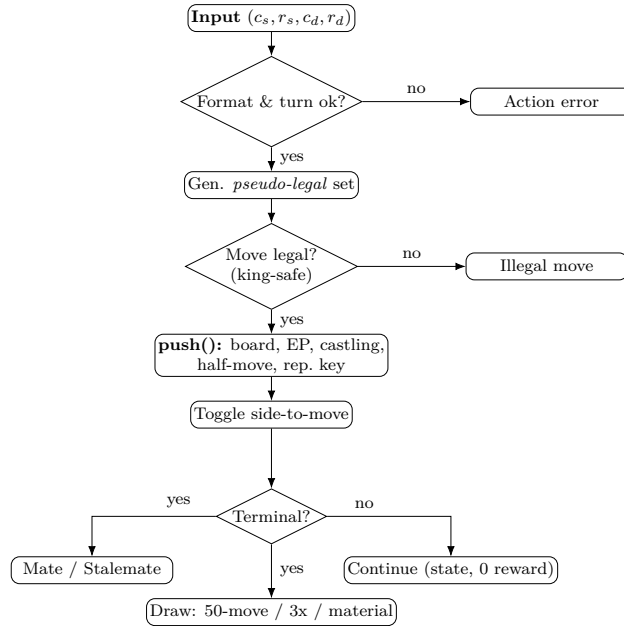 Input (c_s, r_s, c_d, r_d)
Format & turn ok?
no
Action error
yes
Gen. pseudo-legal set
Move legal?
(king-safe)
no
Illegal move
yes
push(): board, EP, castling,
half-move, rep. key
Toggle side-to-move
yes
Terminal?
no
Mate / Stalemate
yes
Continue (state, 0 reward)
Draw: 50-move / 3x / material